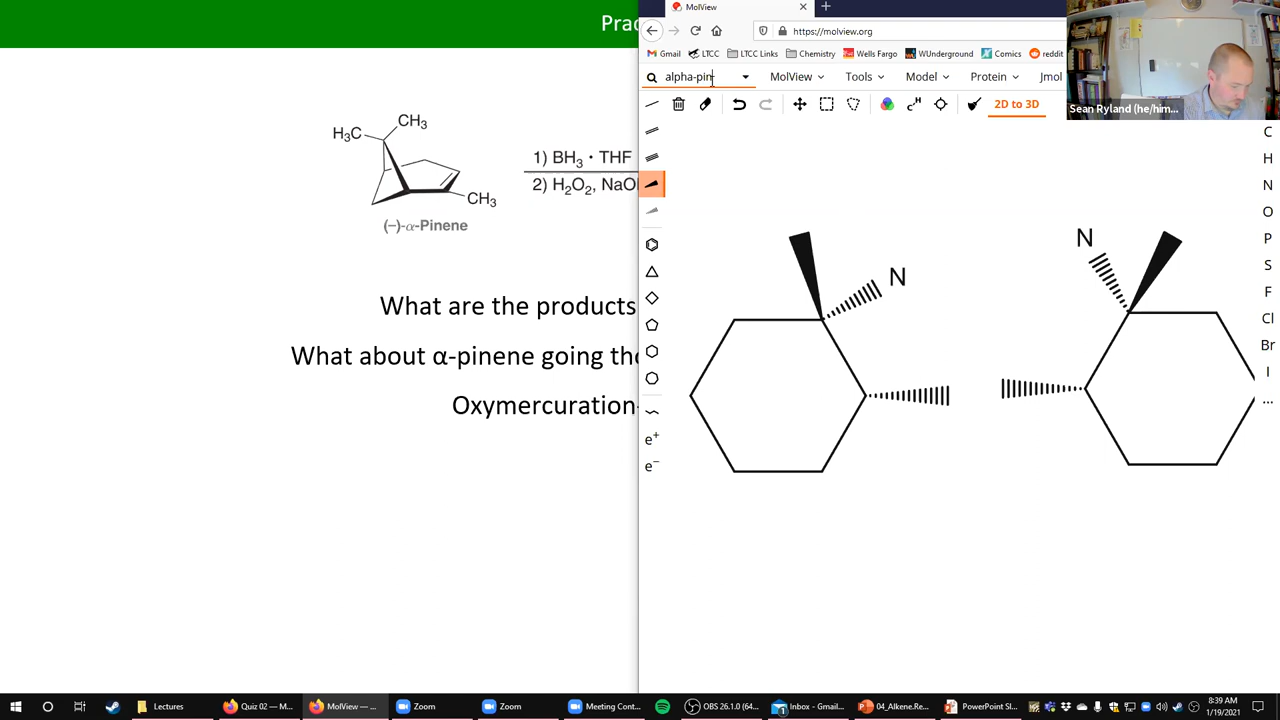 Prac
H₃C
CH₃
CH₃
(−)-α-Pinene
1) BH₃ · THF
2) H₂O₂, NaO
What are the products
What about α-pinene going th
Oxymercuration-
MolView
https://molview.org
Gmail LTCC LTCC Links Chemistry Wells Fargo WUnderground Comics reddit
alpha-pin MolView Tools Model Protein Jmol
2D to 3D
Sean Ryland (he/him...
N
N
e⁺
e⁻
C
H
N
O
P
S
F
Cl
Br
I
...
Lectures Quiz 02 — M... MolView — ... Zoom Zoom Meeting Cont... OBS 26.1.0 (64... Inbox - Gmail ... 04_Alkene.Re... PowerPoint Sl...
8:39 AM
1/19/2021